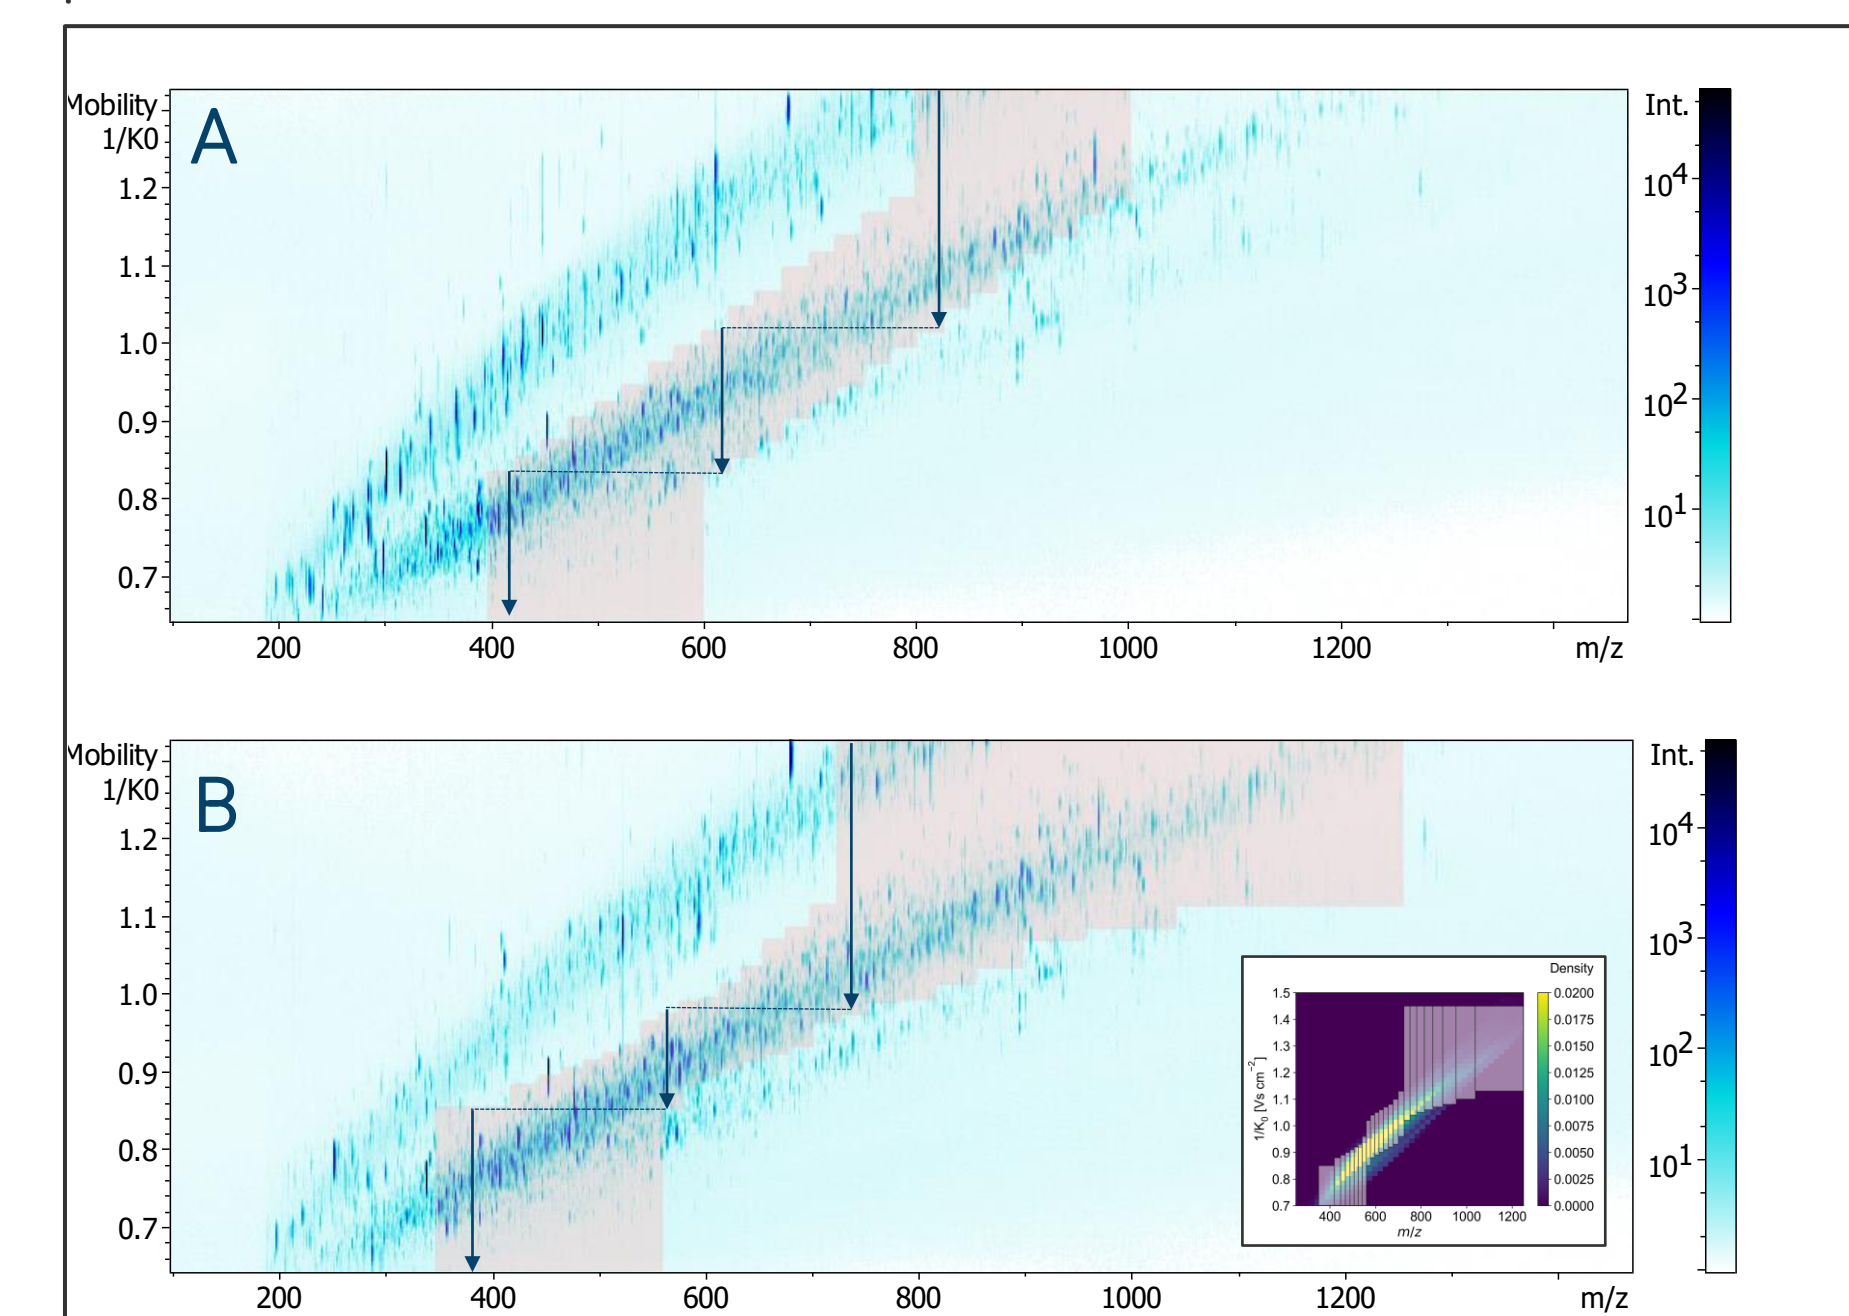 Mobility
1/K0
A
1.2
1.1
1.0
0.9
0.8
0.7
200 400 600 800 1000 1200 m/z
Int.
10⁴
10³
10²
10¹
Mobility
1/K0
B
1.2
1.1
1.0
0.9
0.8
0.7
200 400 600 800 1000 1200 m/z
Int.
10⁴
10³
10²
10¹
Density
1.5
1.4
1.3
1.2
1.1
1.0
0.9
0.8
0.7
1/K₀ [Vs cm⁻²]
400 600 800 1000 1200
m/z
0.0200
0.0175
0.0150
0.0125
0.0100
0.0075
0.0050
0.0025
0.0000